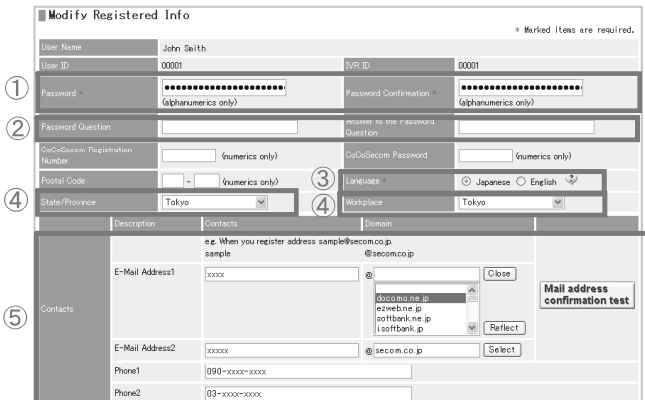 Modify Registered Info
* Marked items are required.
User Name John Smith
User ID 00001 IVR ID 00001
① Password * ●●●●●●●●●●●●●●●●●●●●● Password Confirmation * ●●●●●●●●●●●●●●●●●●●●●
(alphanumerics only) (alphanumerics only)
② Password Question Answer to the Password
Question
CoCoSecom Registration
Number (numerics only) CoCoSecom Password (numerics only)
Postal Code - (numerics only) ③ Language * Japanese English
④ State/Province Tokyo ④ Workplace Tokyo
Description Contacts Domain
e.g. When you register address sample@secom.co.jp.
sample @secom.co.jp
E-Mail Address1 xxxx @ Close
docomo.ne.jp
ezweb.ne.jp
softbank.ne.jp
i.softbank.jp Reflect
Mail address
confirmation test
⑤ Contacts
E-Mail Address2 xxxxx @ secom.co.jp Select
Phone1 090-xxxx-xxxx
Phone2 03-xxxx-xxxx